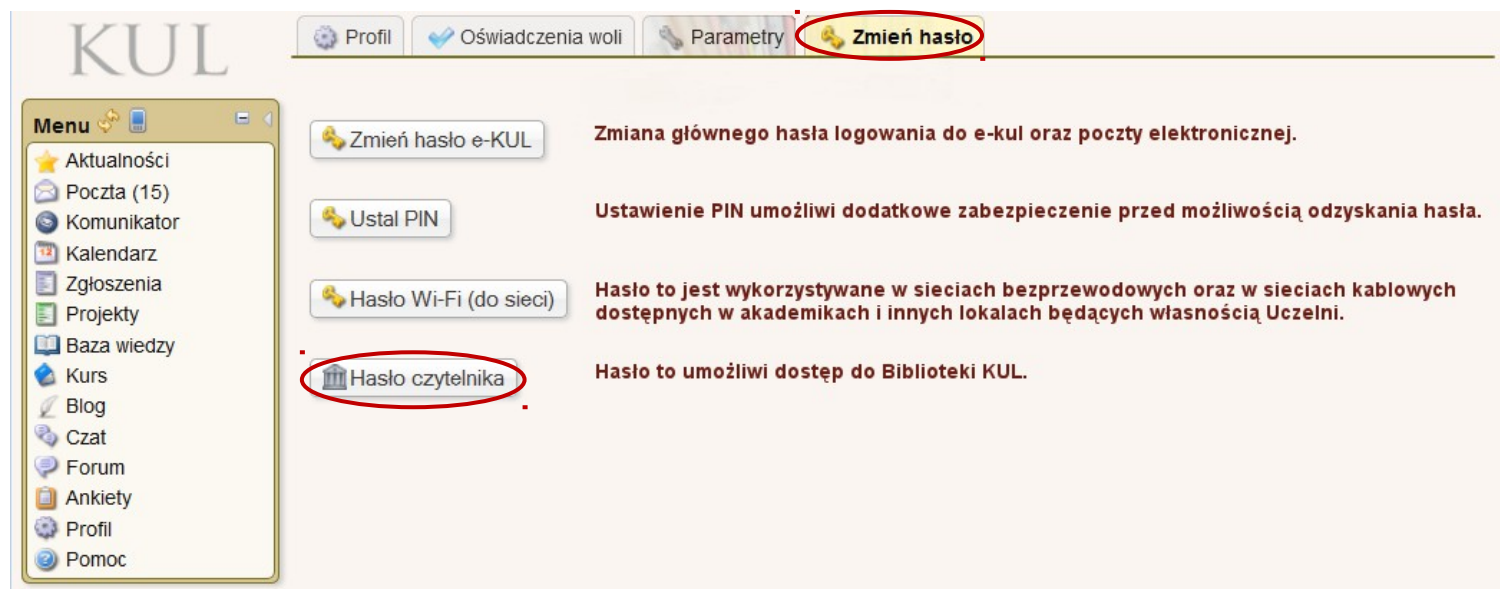 KUL
Profil
Oświadczenia woli
Parametry
Zmień hasło
Menu
Aktualności
Poczta (15)
Komunikator
12
Kalendarz
Zgłoszenia
Projekty
Baza wiedzy
Kurs
Blog
Czat
Forum
Ankiety
Profil
Pomoc
Zmień hasło e-KUL
Zmiana głównego hasła logowania do e-kul oraz poczty elektronicznej.
Ustal PIN
Ustawienie PIN umożliwi dodatkowe zabezpieczenie przed możliwością odzyskania hasła.
Hasło Wi-Fi (do sieci)
Hasło to jest wykorzystywane w sieciach bezprzewodowych oraz w sieciach kablowych
dostępnych w akademikach i innych lokalach będących własnością Uczelni.
Hasło czytelnika
Hasło to umożliwi dostęp do Biblioteki KUL.